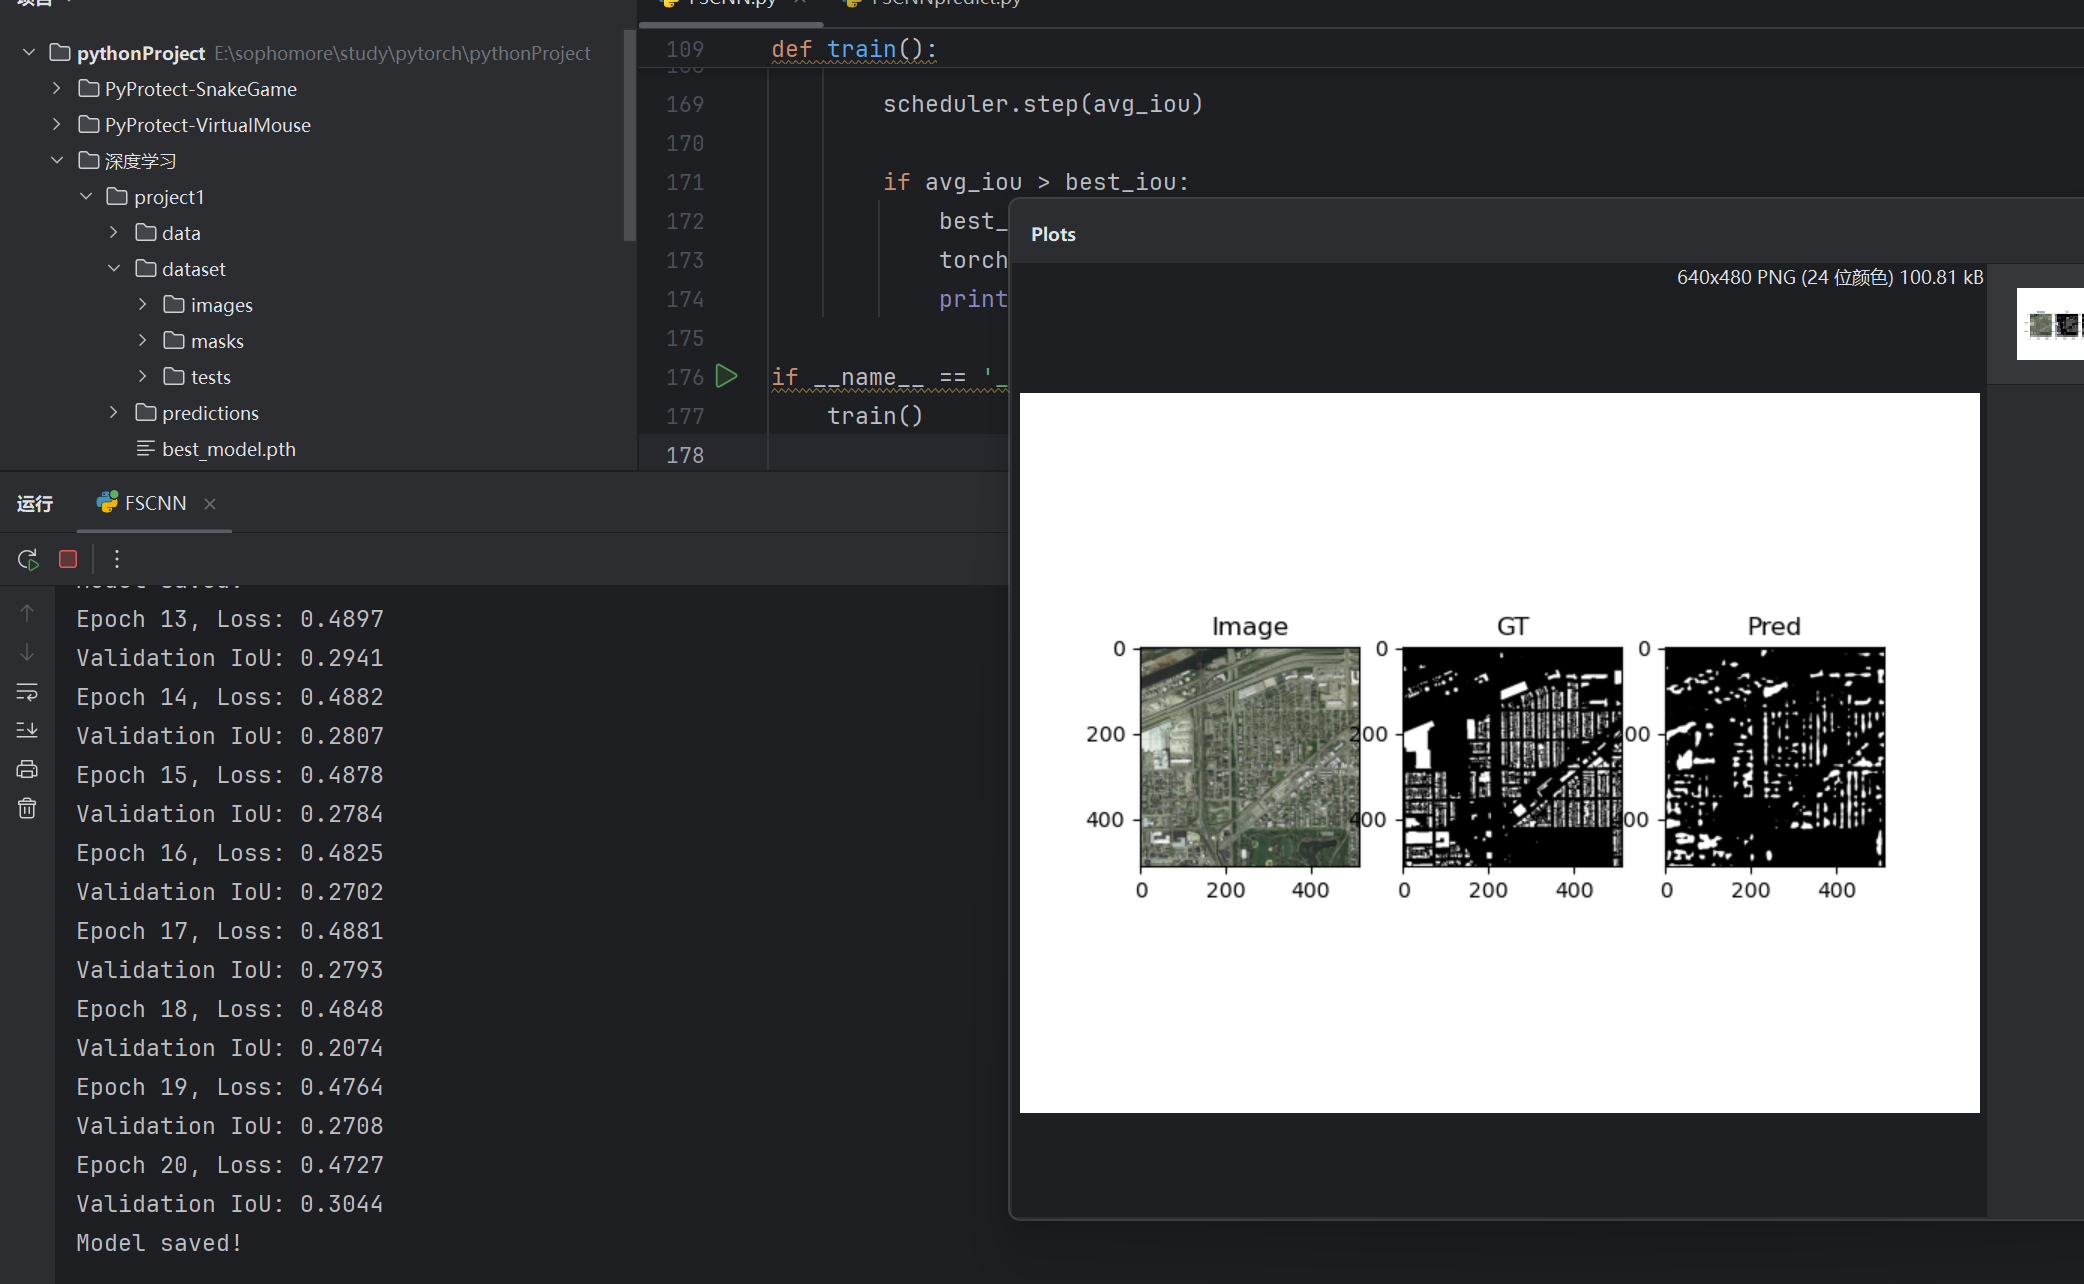 项目
FSCNN.py
FSCNNpredict.py
pythonProject E:\sophomore\study\pytorch\pythonProject
PyProtect-SnakeGame
PyProtect-VirtualMouse
深度学习
project1
data
dataset
images
masks
tests
predictions
best_model.pth
109 def train():
168
169 scheduler.step(avg_iou)
170
171 if avg_iou > best_iou:
172 best_
173 torch
174 print
175
176 if __name__ == '_
177 train()
178
运行 FSCNN
Model saved!
Epoch 13, Loss: 0.4897
Validation IoU: 0.2941
Epoch 14, Loss: 0.4882
Validation IoU: 0.2807
Epoch 15, Loss: 0.4878
Validation IoU: 0.2784
Epoch 16, Loss: 0.4825
Validation IoU: 0.2702
Epoch 17, Loss: 0.4881
Validation IoU: 0.2793
Epoch 18, Loss: 0.4848
Validation IoU: 0.2074
Epoch 19, Loss: 0.4764
Validation IoU: 0.2708
Epoch 20, Loss: 0.4727
Validation IoU: 0.3044
Model saved!
Plots
640x480 PNG (24 位颜色) 100.81 kB
Image
0
200
400
0 200 400
GT
0
200
400
0 200 400
Pred
0
00
00
0 200 400